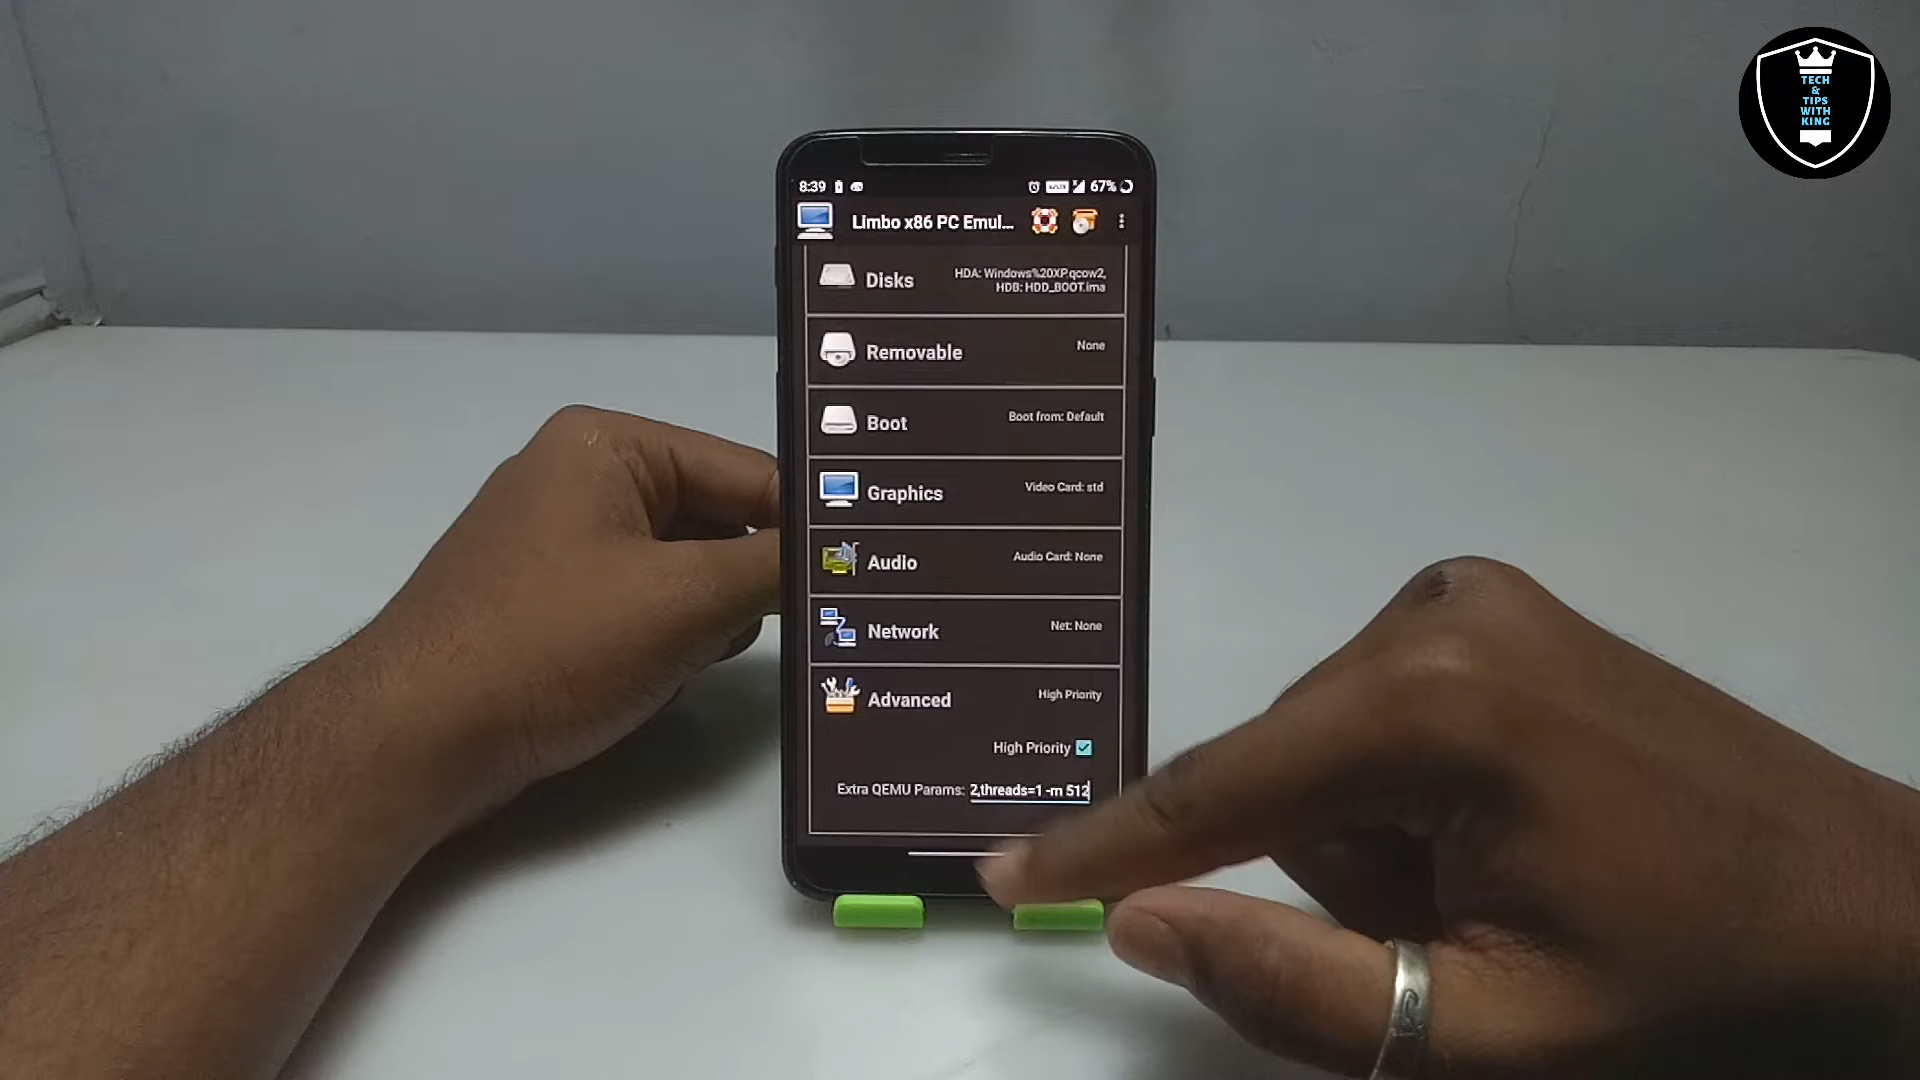 TECH
&
TIPS
WITH
KING
8:39
67%
Limbo x86 PC Emul...
Disks
HDA: Windows%20XP.qcow2,
HDB: HDD_BOOT.ima
Removable
None
Boot
Boot from: Default
Graphics
Video Card: std
Audio
Audio Card: None
Network
Net: None
Advanced
High Priority
High Priority
Extra QEMU Params: 2,threads=1 -m 512